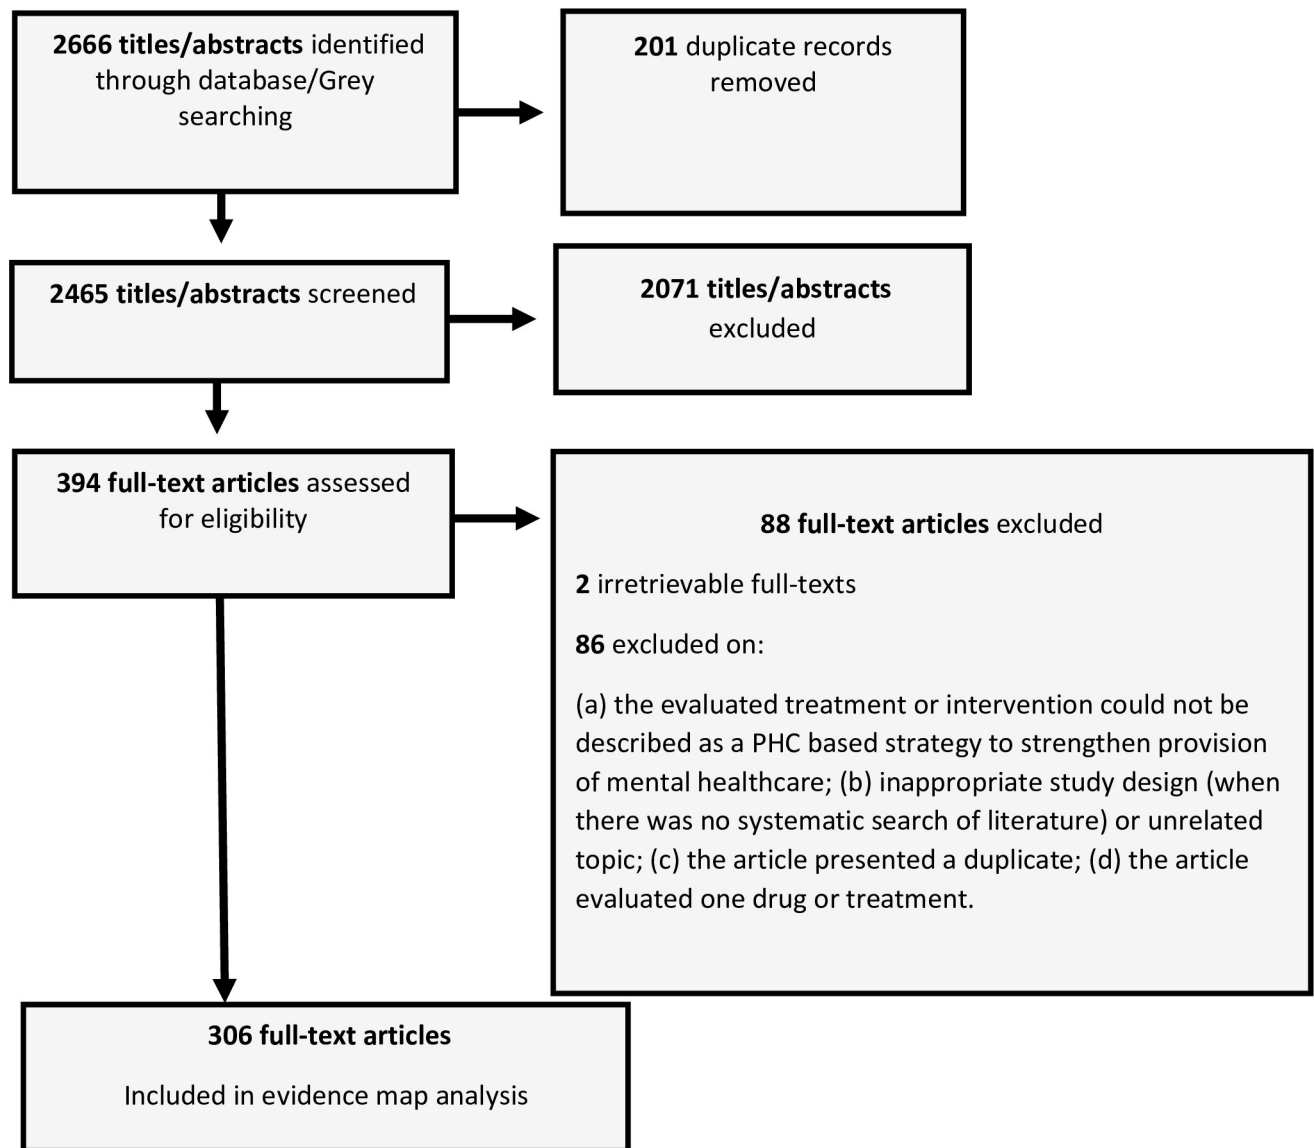 2666 titles/abstracts identified
through database/Grey
searching
201 duplicate records
removed
2465 titles/abstracts screened
2071 titles/abstracts
excluded
394 full-text articles assessed
for eligibility
88 full-text articles excluded
2 irretrievable full-texts
86 excluded on:
(a) the evaluated treatment or intervention could not be
described as a PHC based strategy to strengthen provision
of mental healthcare; (b) inappropriate study design (when
there was no systematic search of literature) or unrelated
topic; (c) the article presented a duplicate; (d) the article
evaluated one drug or treatment.
306 full-text articles
Included in evidence map analysis